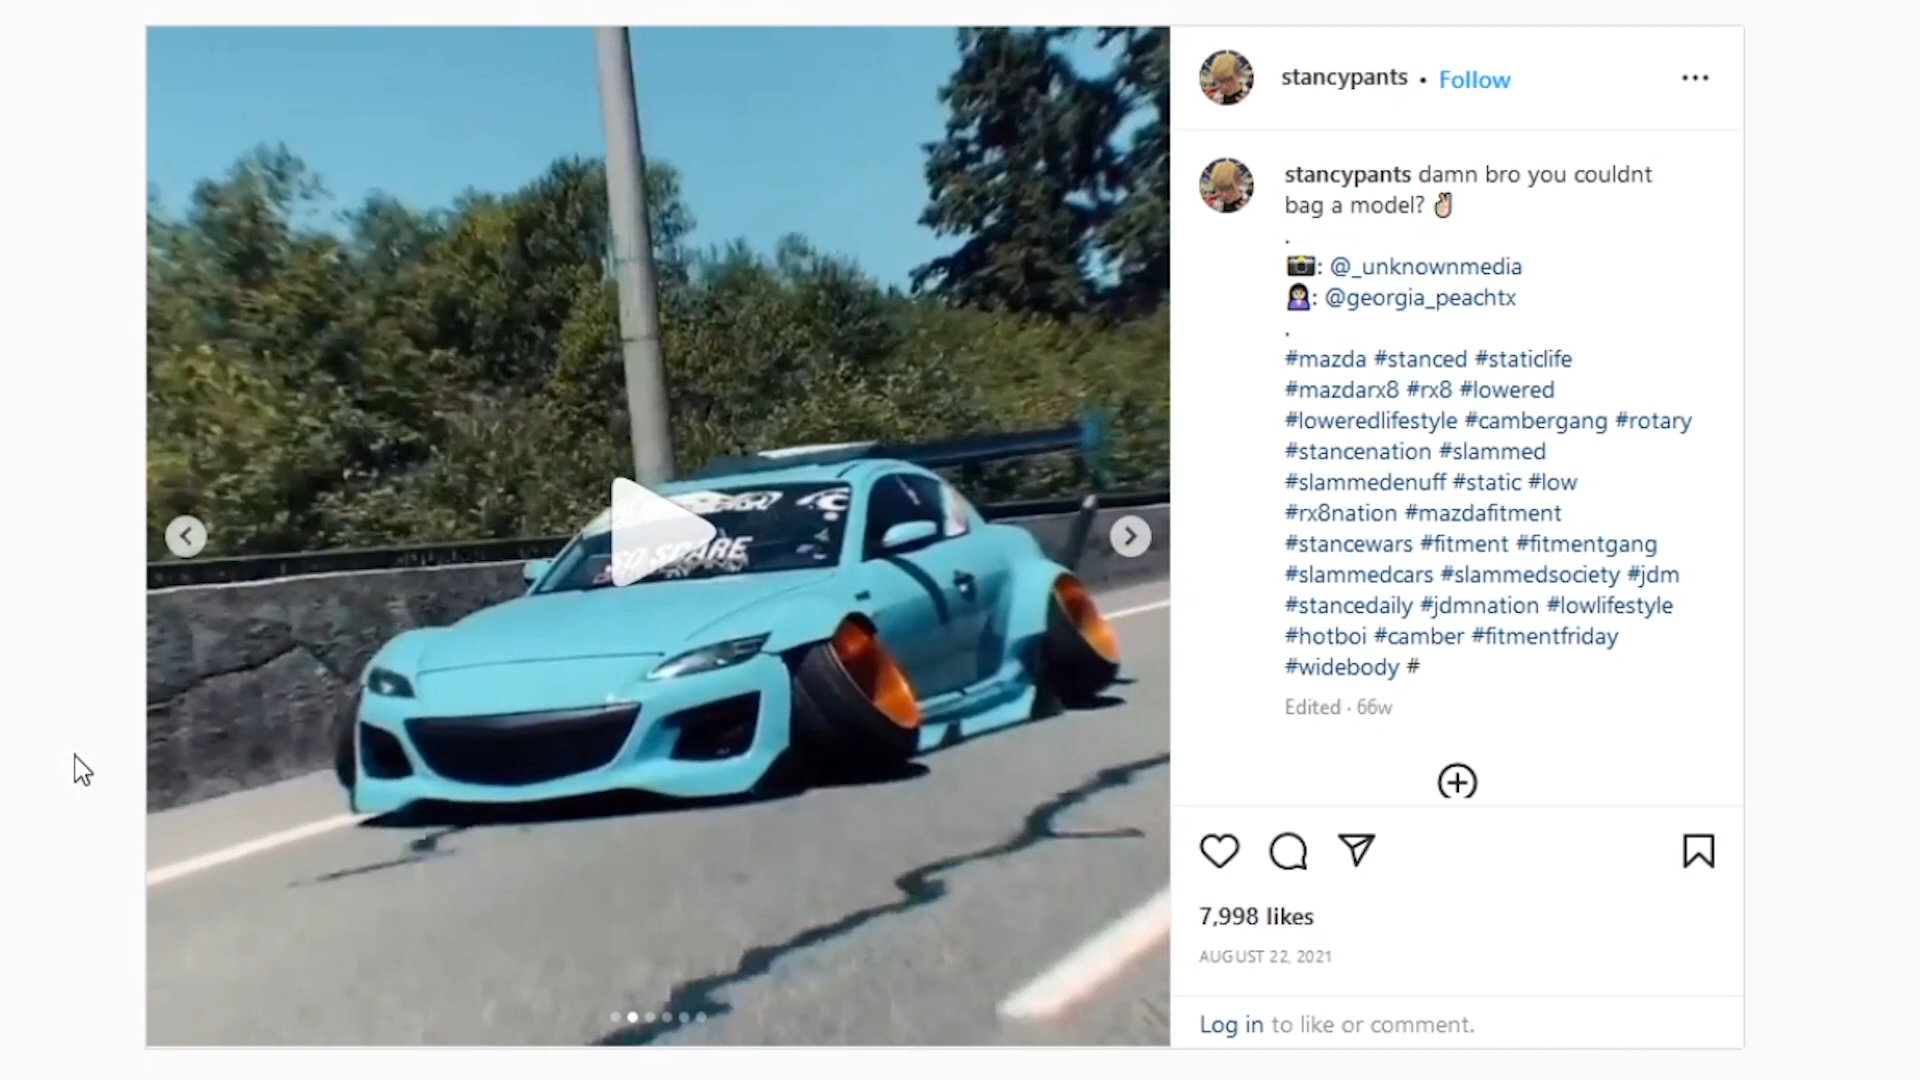 SO SPARE
stancypants • Follow
stancypants damn bro you couldnt
bag a model? ✌🏻
.
📸: @_unknownmedia
🙍🏻‍♀️: @georgia_peachtx
.
#mazda #stanced #staticlife
#mazdarx8 #rx8 #lowered
#loweredlifestyle #cambergang #rotary
#stancenation #slammed
#slammedenuff #static #low
#rx8nation #mazdafitment
#stancewars #fitment #fitmentgang
#slammedcars #slammedsociety #jdm
#stancedaily #jdmnation #lowlifestyle
#hotboi #camber #fitmentfriday
#widebody #
Edited · 66w
7,998 likes
AUGUST 22, 2021
Log in to like or comment.